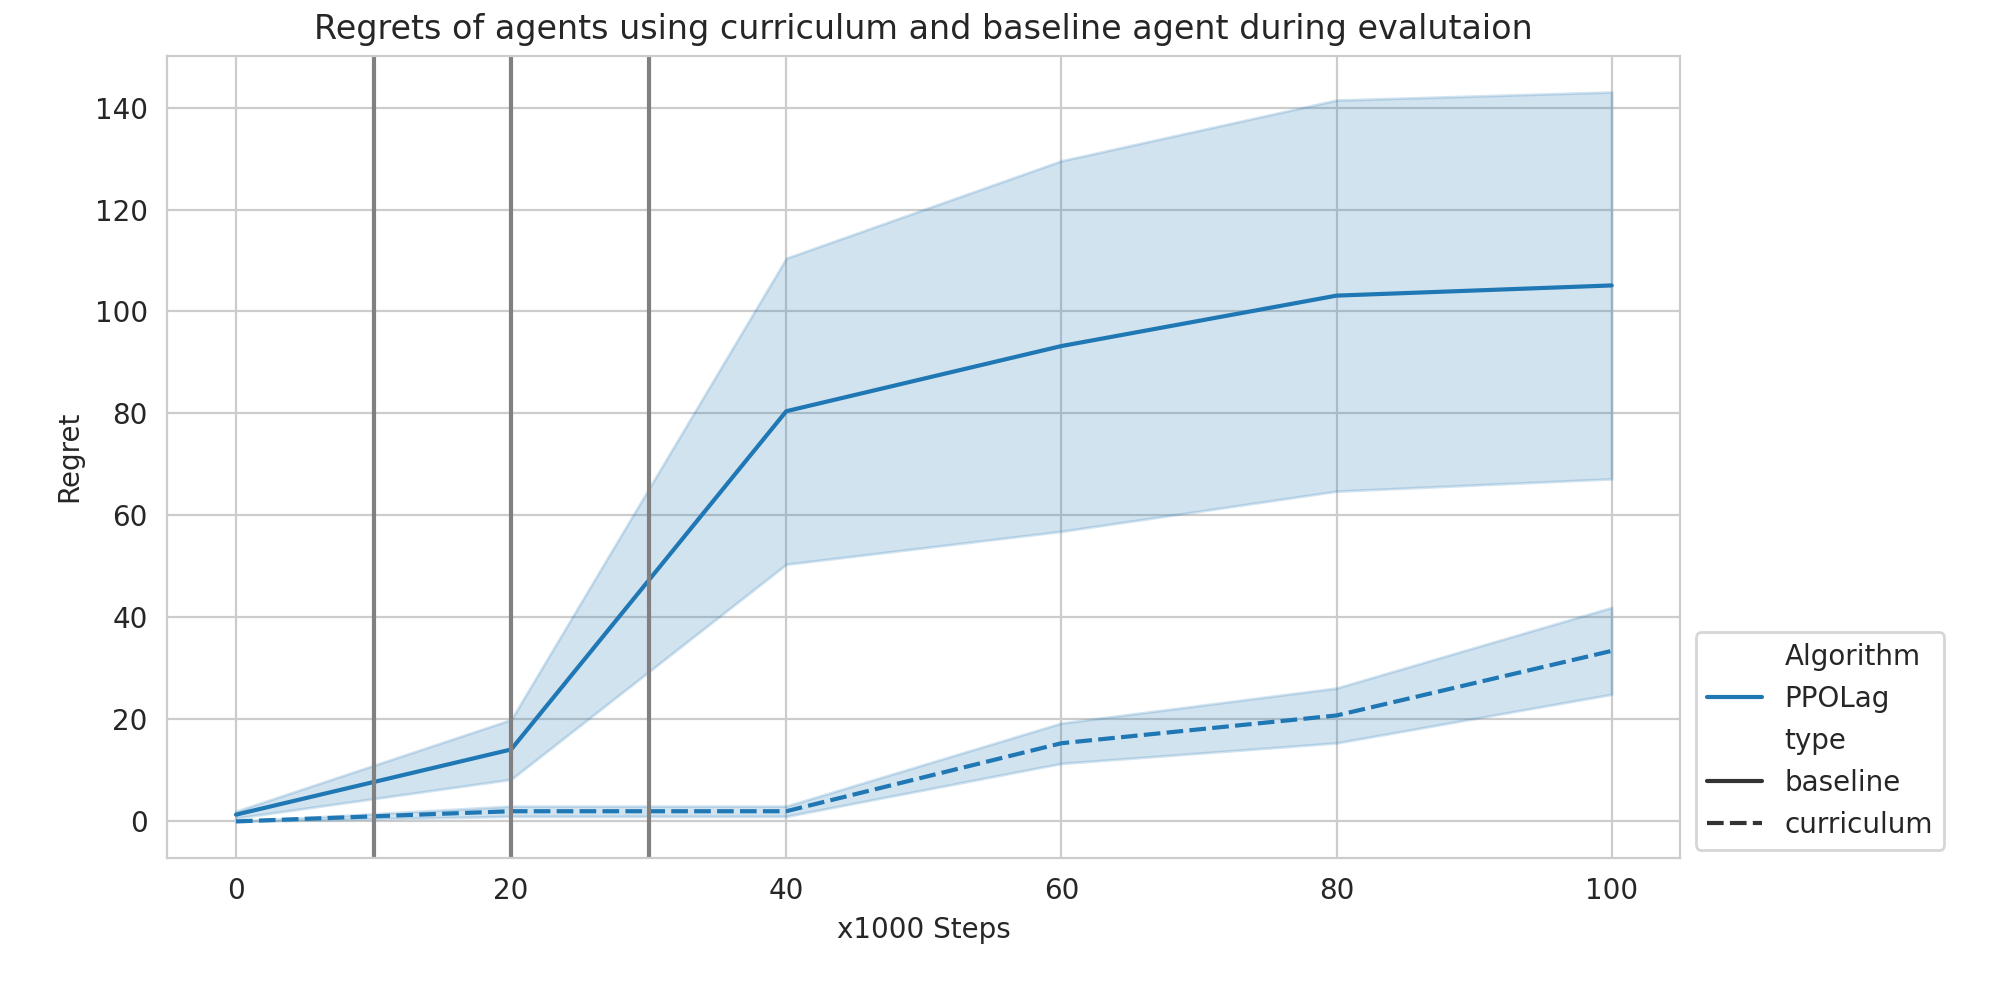 Regrets of agents using curriculum and baseline agent during evalutaion
140
120
100
80
60
40
20
0
Regret
0 20 40 60 80 100
x1000 Steps
Algorithm
PPOLag
type
baseline
curriculum